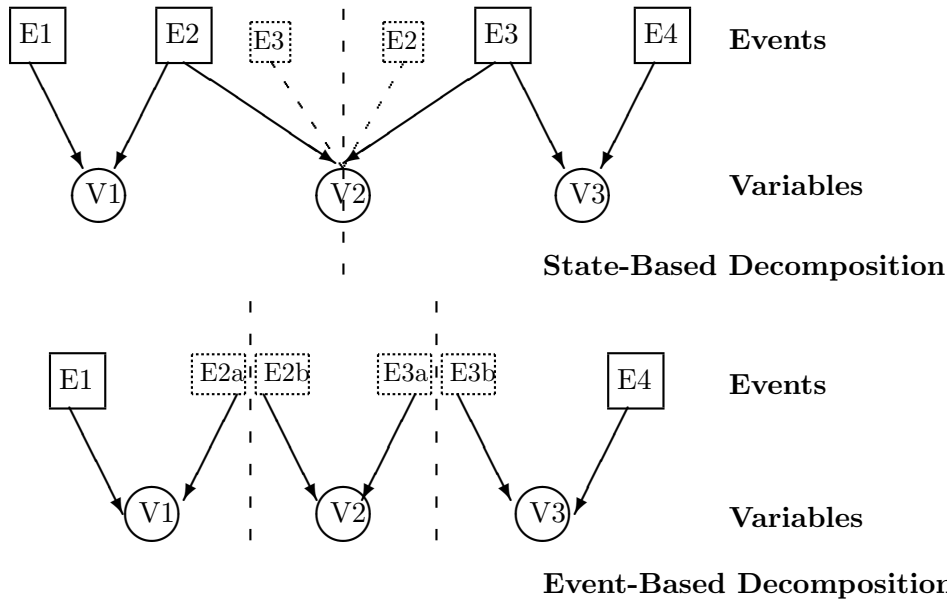 E1 E2 E3 E2 E3 E4 Events
V1 V2 V3 Variables
State-Based Decomposition
E1 E2a E2b E3a E3b E4 Events
V1 V2 V3 Variables
Event-Based Decomposition